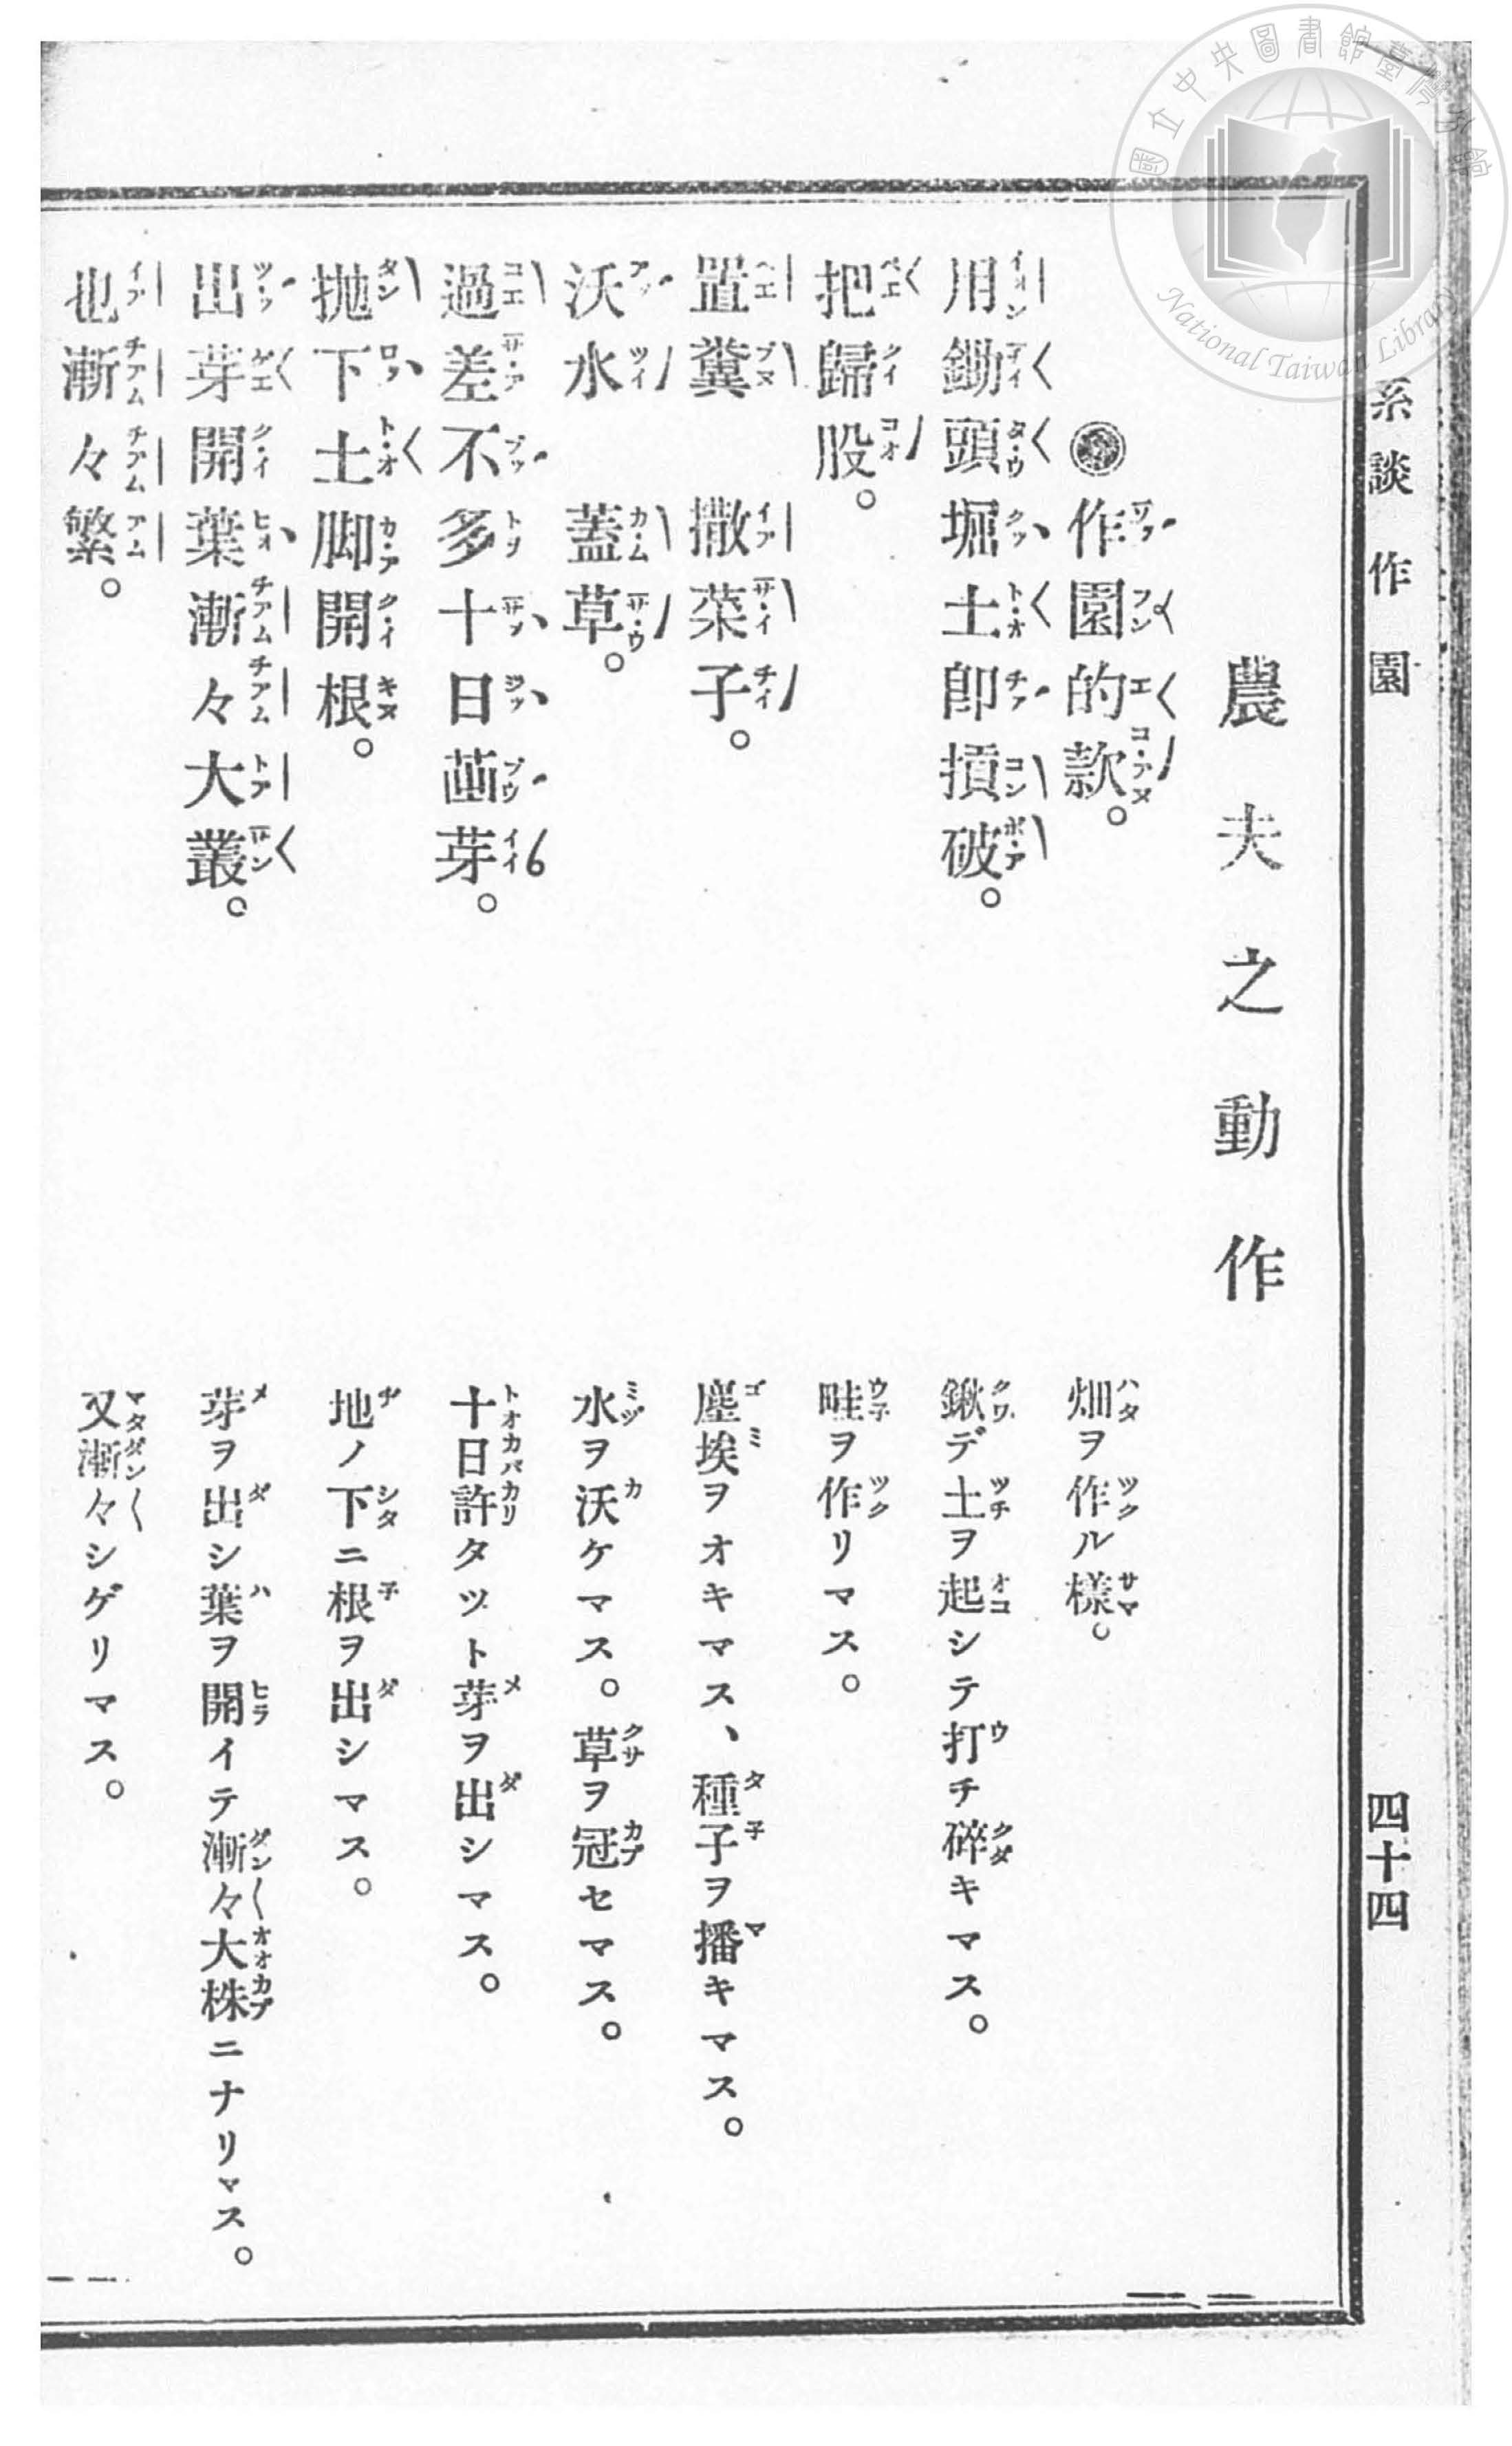 系談 作園
四十四
農夫之動作
作園的款。
畑ヲ作ル樣。
用鋤頭堀土卽摃破。
鍬デ土ヲ起シテ打チ碎キマス。
把歸股。
畦ヲ作リマス。
置糞 撒菜子。
塵埃ヲオキマス、種子ヲ播キマス。
沃水 蓋草。
水ヲ沃ケマス。草ヲ冠セマス。
過差不多十日茁芽。
十日許タツト芽ヲ出シマス。
抛下土脚開根。
地ノ下ニ根ヲ出シマス。
出芽開葉漸々大叢。
芽ヲ出シ葉ヲ開イテ漸々大株ニナリマス。
也漸々繁。
又漸々シゲリマス。
國立中央圖書館臺灣分館
National Taiwan Library